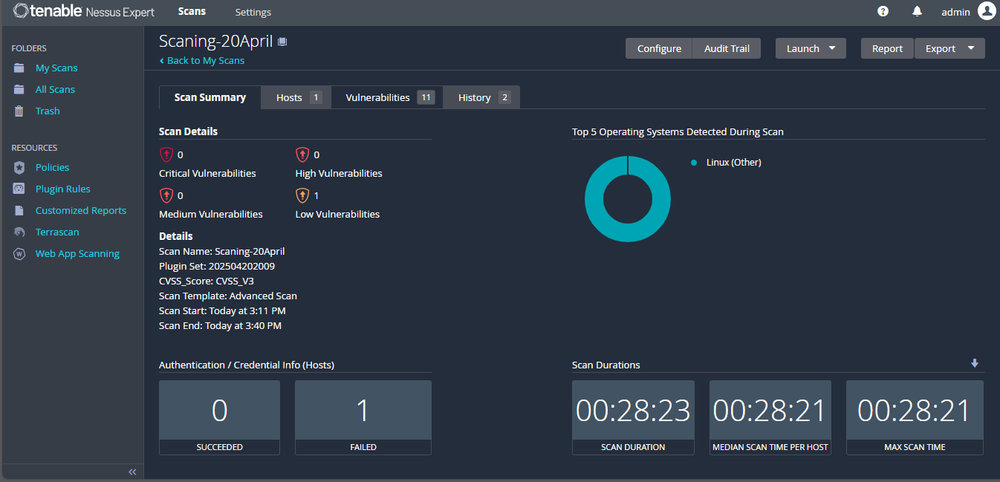 tenable Nessus Expert Scans Settings admin
FOLDERS
My Scans
All Scans
Trash
RESOURCES
Policies
Plugin Rules
Customized Reports
Terrascan
Web App Scanning
Scaning-20April
Back to My Scans
Configure Audit Trail Launch Report Export
Scan Summary Hosts 1 Vulnerabilities 11 History 2
Scan Details
0
Critical Vulnerabilities
0
High Vulnerabilities
0
Medium Vulnerabilities
1
Low Vulnerabilities
Details
Scan Name: Scaning-20April
Plugin Set: 202504202009
CVSS_Score: CVSS_V3
Scan Template: Advanced Scan
Scan Start: Today at 3:11 PM
Scan End: Today at 3:40 PM
Top 5 Operating Systems Detected During Scan
Linux (Other)
Authentication / Credential Info (Hosts)
0
SUCCEEDED
1
FAILED
Scan Durations
00:28:23
SCAN DURATION
00:28:21
MEDIAN SCAN TIME PER HOST
00:28:21
MAX SCAN TIME